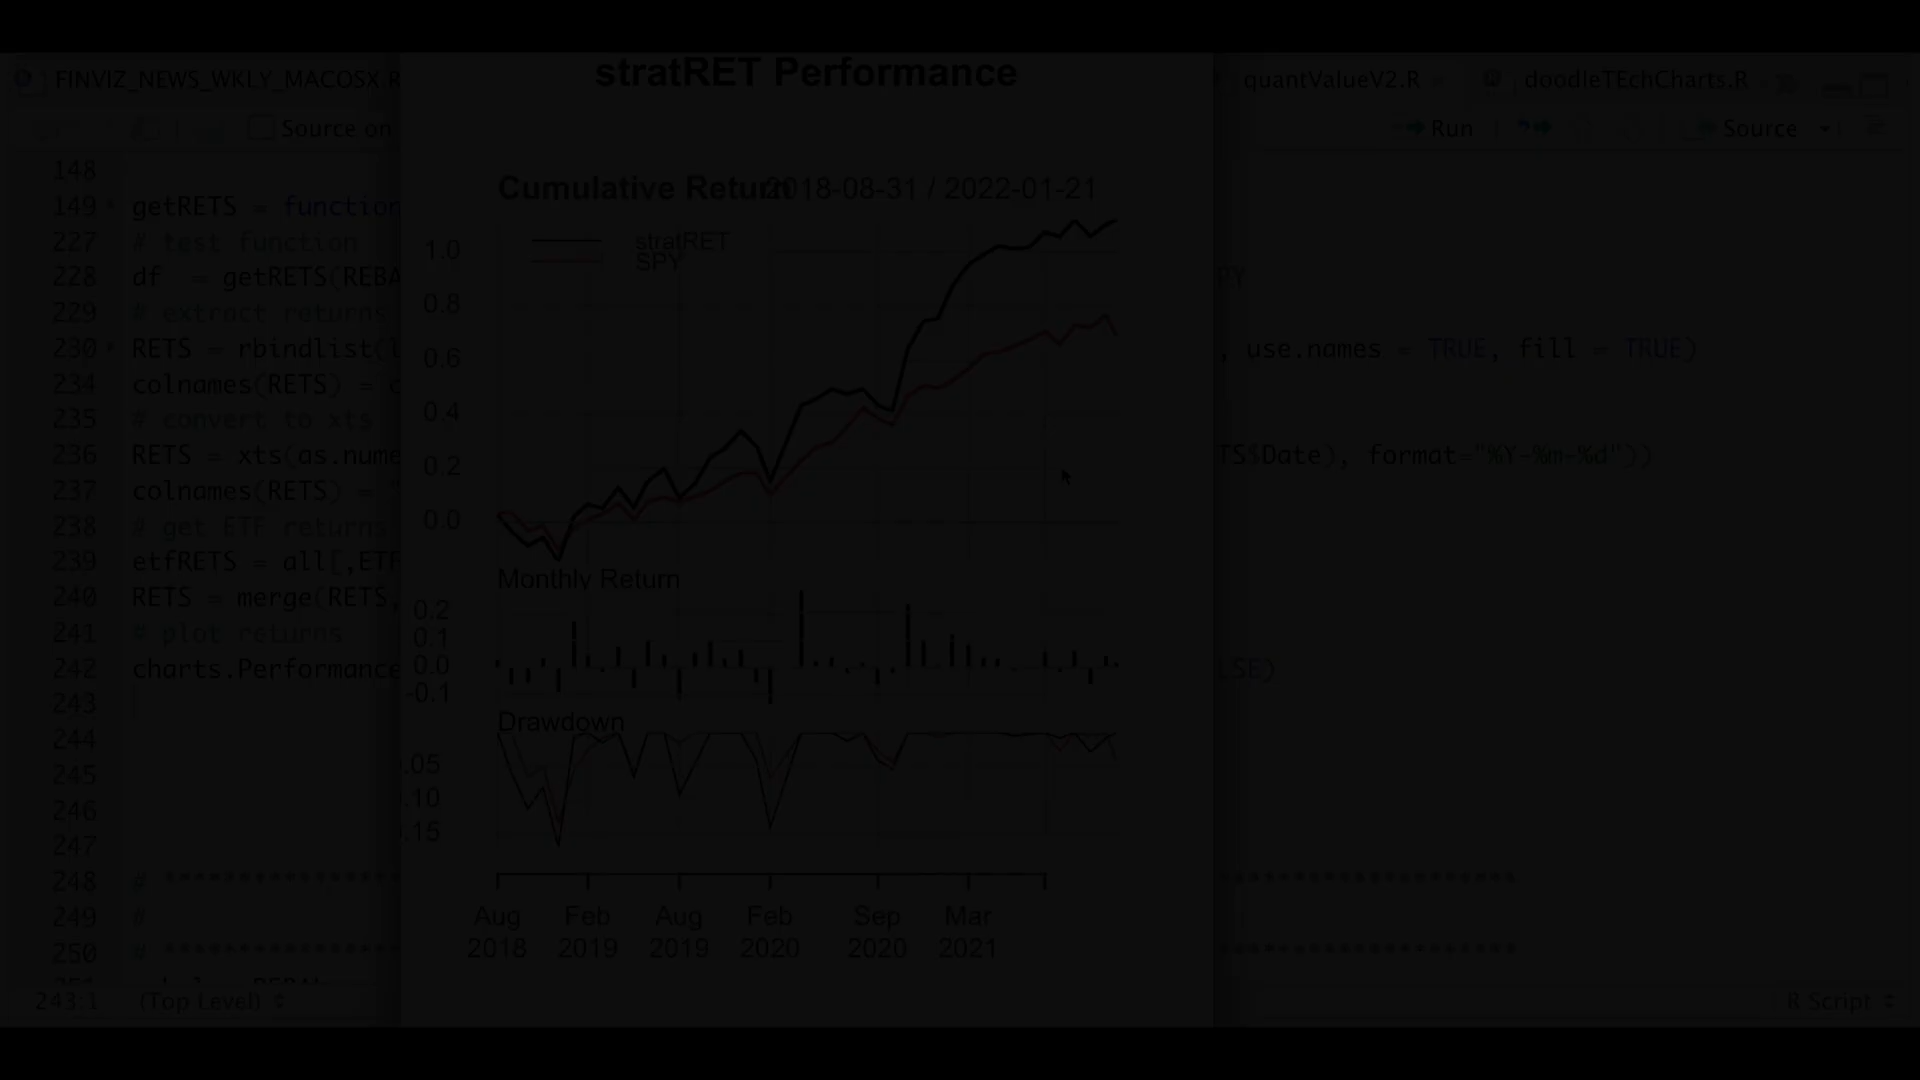 FINVIZ_NEWS_WKLY_MACOSX.R
quantValueV2.R
doodleTEchCharts.R
Source on
Run
Source
148
149 getRETS = function
227 # test function
228 df = getRETS(REBA
PY
229 # extract returns
230 RETS = rbindlist(l
, use.names = TRUE, fill = TRUE)
234 colnames(RETS) = c
235 # convert to xts
236 RETS = xts(as.nume
TS$Date), format="%Y-%m-%d"))
237 colnames(RETS) = "
238 # get ETF returns
239 etfRETS = all[,ETF
240 RETS = merge(RETS,
241 # plot returns
242 charts.Performance
LSE)
243
244
245
246
247
248 #
249 #
250 #
243:1 (Top Level)
R Script
stratRET Performance
Cumulative Return
2018-08-31 / 2022-01-21
stratRET
SPY
1.0
0.8
0.6
0.4
0.2
0.0
Monthly Return
0.2
0.1
0.0
-0.1
Drawdown
.05
.10
.15
Aug Feb Aug Feb Sep Mar
2018 2019 2019 2020 2020 2021